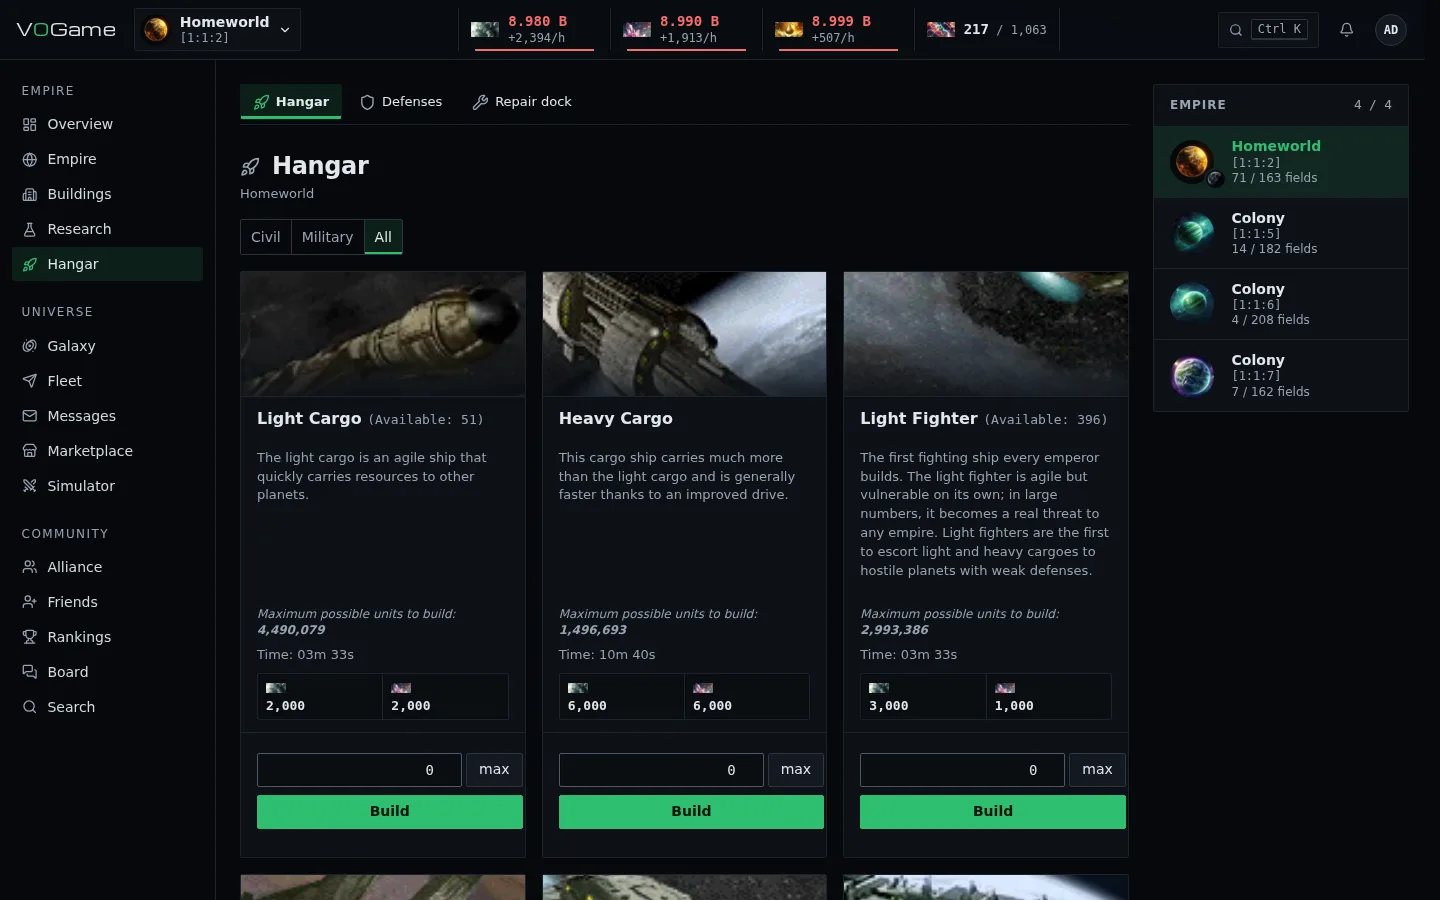 VOGame
Homeworld
[1:1:2]
8.980 B
+2,394/h
8.990 B
+1,913/h
8.999 B
+507/h
217 / 1,063
Ctrl K
AD
EMPIRE
Overview
Empire
Buildings
Research
Hangar
UNIVERSE
Galaxy
Fleet
Messages
Marketplace
Simulator
COMMUNITY
Alliance
Friends
Rankings
Board
Search
Hangar
Defenses
Repair dock
Hangar
Homeworld
Civil
Military
All
Light Cargo (Available: 51)
The light cargo is an agile ship that
quickly carries resources to other
planets.
Maximum possible units to build:
4,490,079
Time: 03m 33s
2,000
2,000
0
max
Build
Heavy Cargo
This cargo ship carries much more
than the light cargo and is generally
faster thanks to an improved drive.
Maximum possible units to build:
1,496,693
Time: 10m 40s
6,000
6,000
0
max
Build
Light Fighter (Available: 396)
The first fighting ship every emperor
builds. The light fighter is agile but
vulnerable on its own; in large
numbers, it becomes a real threat to
any empire. Light fighters are the first
to escort light and heavy cargoes to
hostile planets with weak defenses.
Maximum possible units to build:
2,993,386
Time: 03m 33s
3,000
1,000
0
max
Build
EMPIRE
4 / 4
Homeworld
[1:1:2]
71 / 163 fields
Colony
[1:1:5]
14 / 182 fields
Colony
[1:1:6]
4 / 208 fields
Colony
[1:1:7]
7 / 162 fields